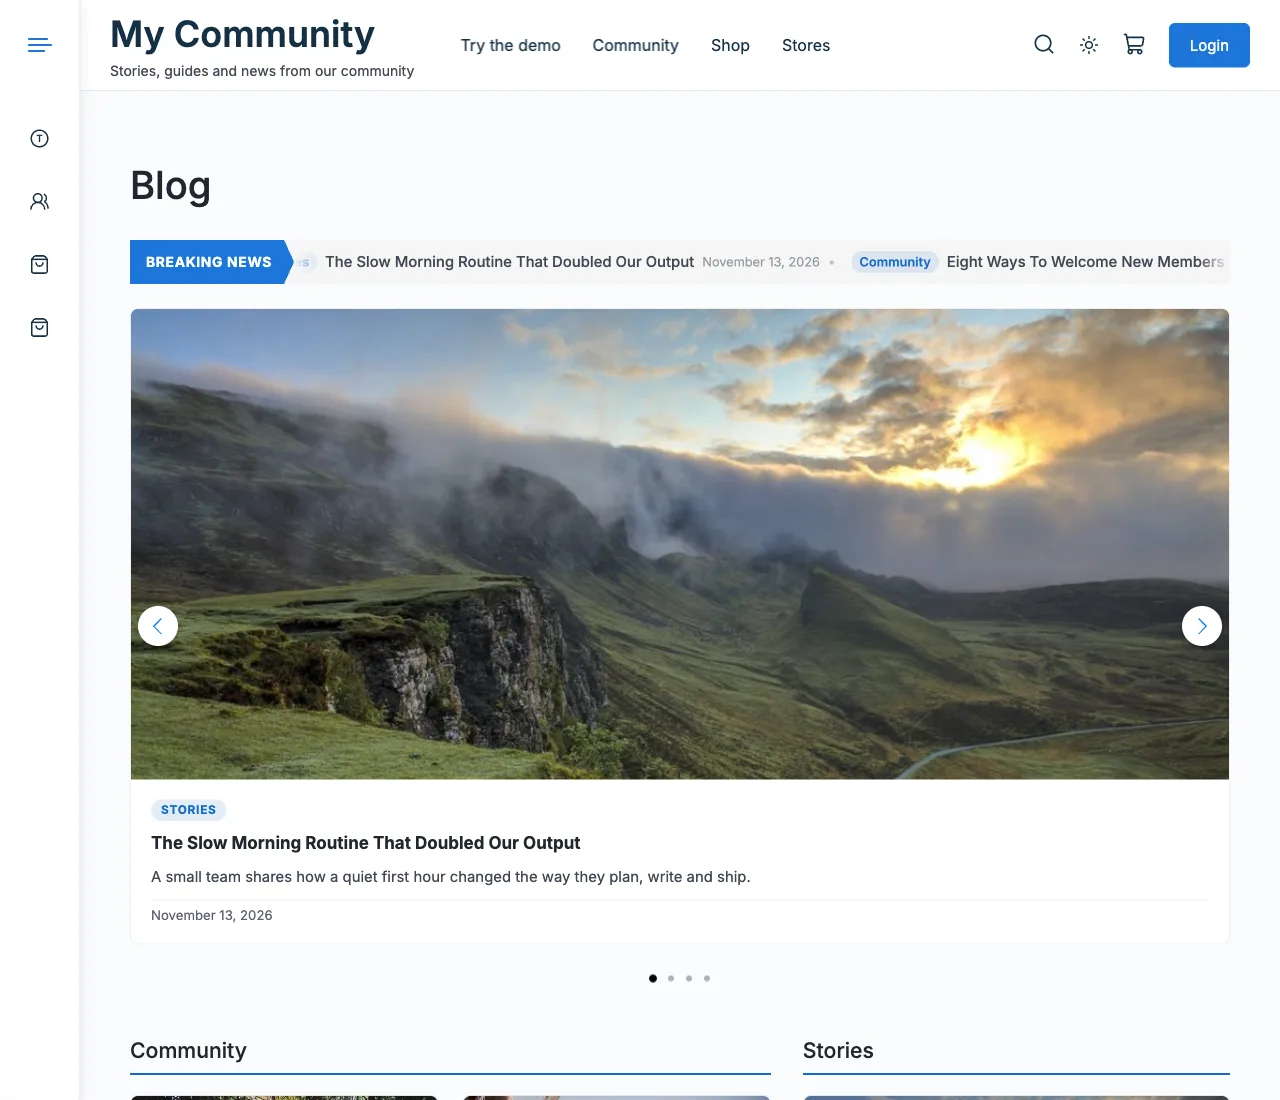 My Community
Stories, guides and news from our community
Try the demo
Community
Shop
Stores
Login
Blog
BREAKING NEWS
The Slow Morning Routine That Doubled Our Output November 13, 2026 • Community Eight Ways To Welcome New Members
STORIES
The Slow Morning Routine That Doubled Our Output
A small team shares how a quiet first hour changed the way they plan, write and ship.
November 13, 2026
Community
Stories